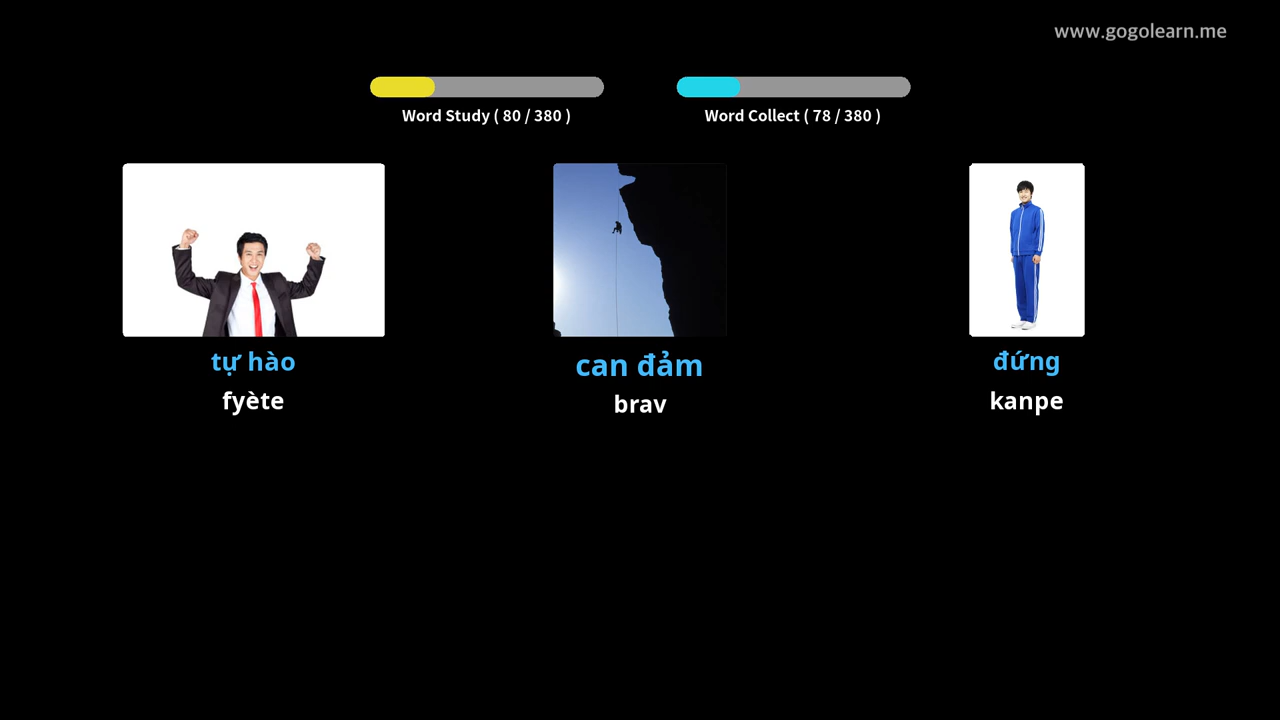 www.gogolearn.me
Word Study ( 80 / 380 )
Word Collect ( 78 / 380 )
tự hào
fyète
can đảm
brav
đứng
kanpe